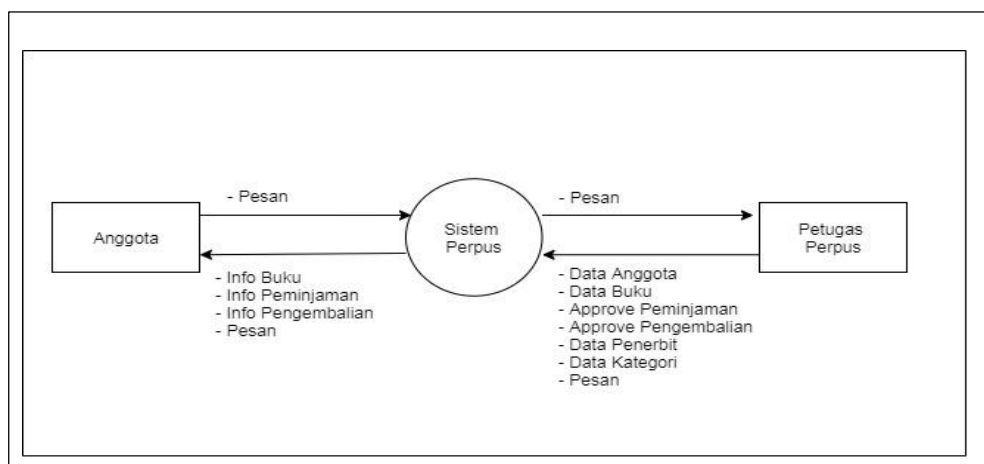 - Pesan
- Pesan
Anggota
Sistem
Perpus
Petugas
Perpus
- Info Buku
- Info Peminjaman
- Info Pengembalian
- Pesan
- Data Anggota
- Data Buku
- Approve Peminjaman
- Approve Pengembalian
- Data Penerbit
- Data Kategori
- Pesan